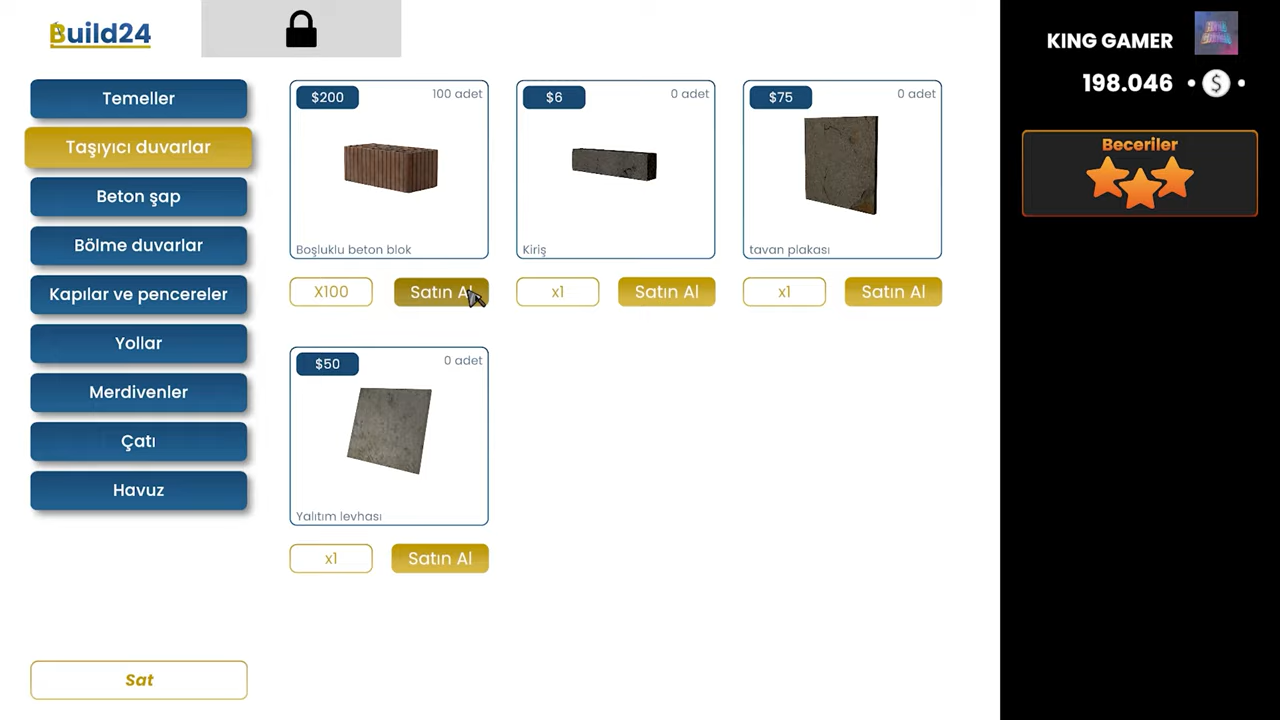 Build24
KING GAMER
198.046
Temeller
Taşıyıcı duvarlar
Beton şap
Bölme duvarlar
Kapılar ve pencereler
Yollar
Merdivenler
Çatı
Havuz
Sat
$200
100 adet
Boşluklu beton blok
X100
Satın Al
$6
0 adet
Kiriş
x1
Satın Al
$75
0 adet
tavan plakası
x1
Satın Al
$50
0 adet
Yalıtım levhası
x1
Satın Al
Beceriler